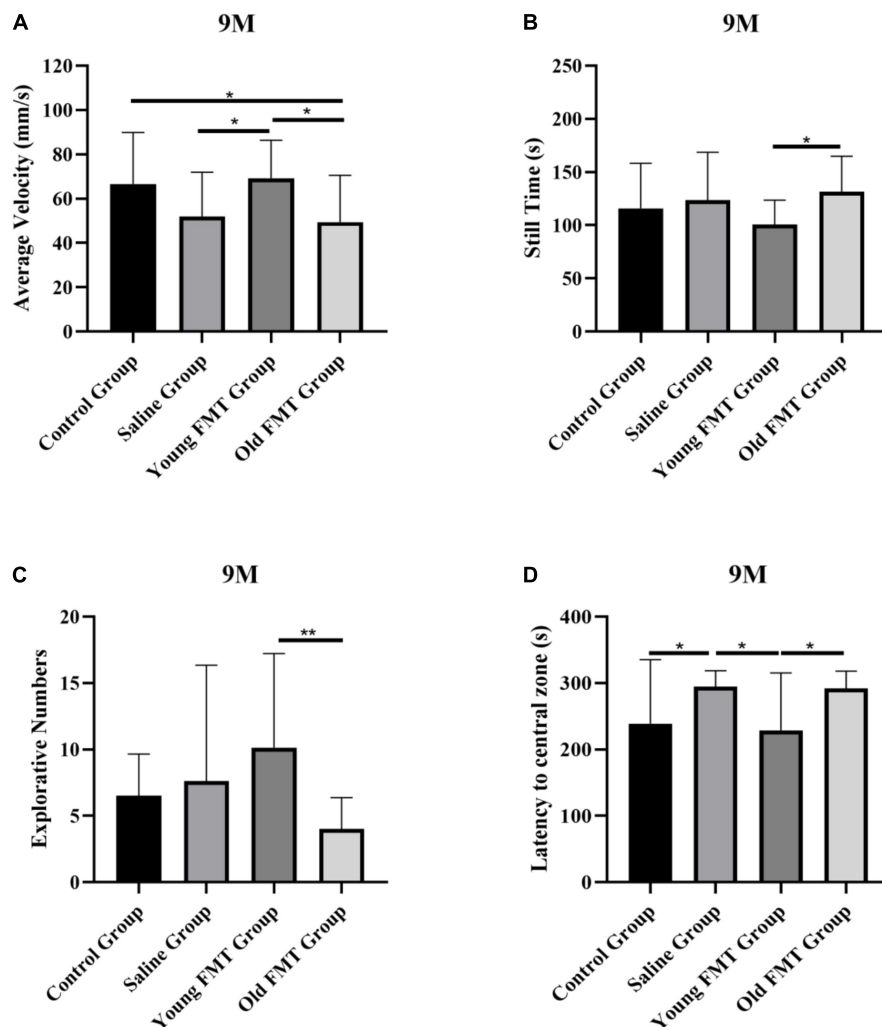 A
9M
Average Velocity (mm/s)
120
100
80
60
40
20
0
*
*
*
Control Group
Saline Group
Young FMT Group
Old FMT Group
B
9M
Still Time (s)
250
200
150
100
50
0
*
Control Group
Saline Group
Young FMT Group
Old FMT Group
C
9M
Explorative Numbers
20
15
10
5
0
**
Control Group
Saline Group
Young FMT Group
Old FMT Group
D
9M
Latency to central zone (s)
400
300
200
100
0
*
*
*
Control Group
Saline Group
Young FMT Group
Old FMT Group